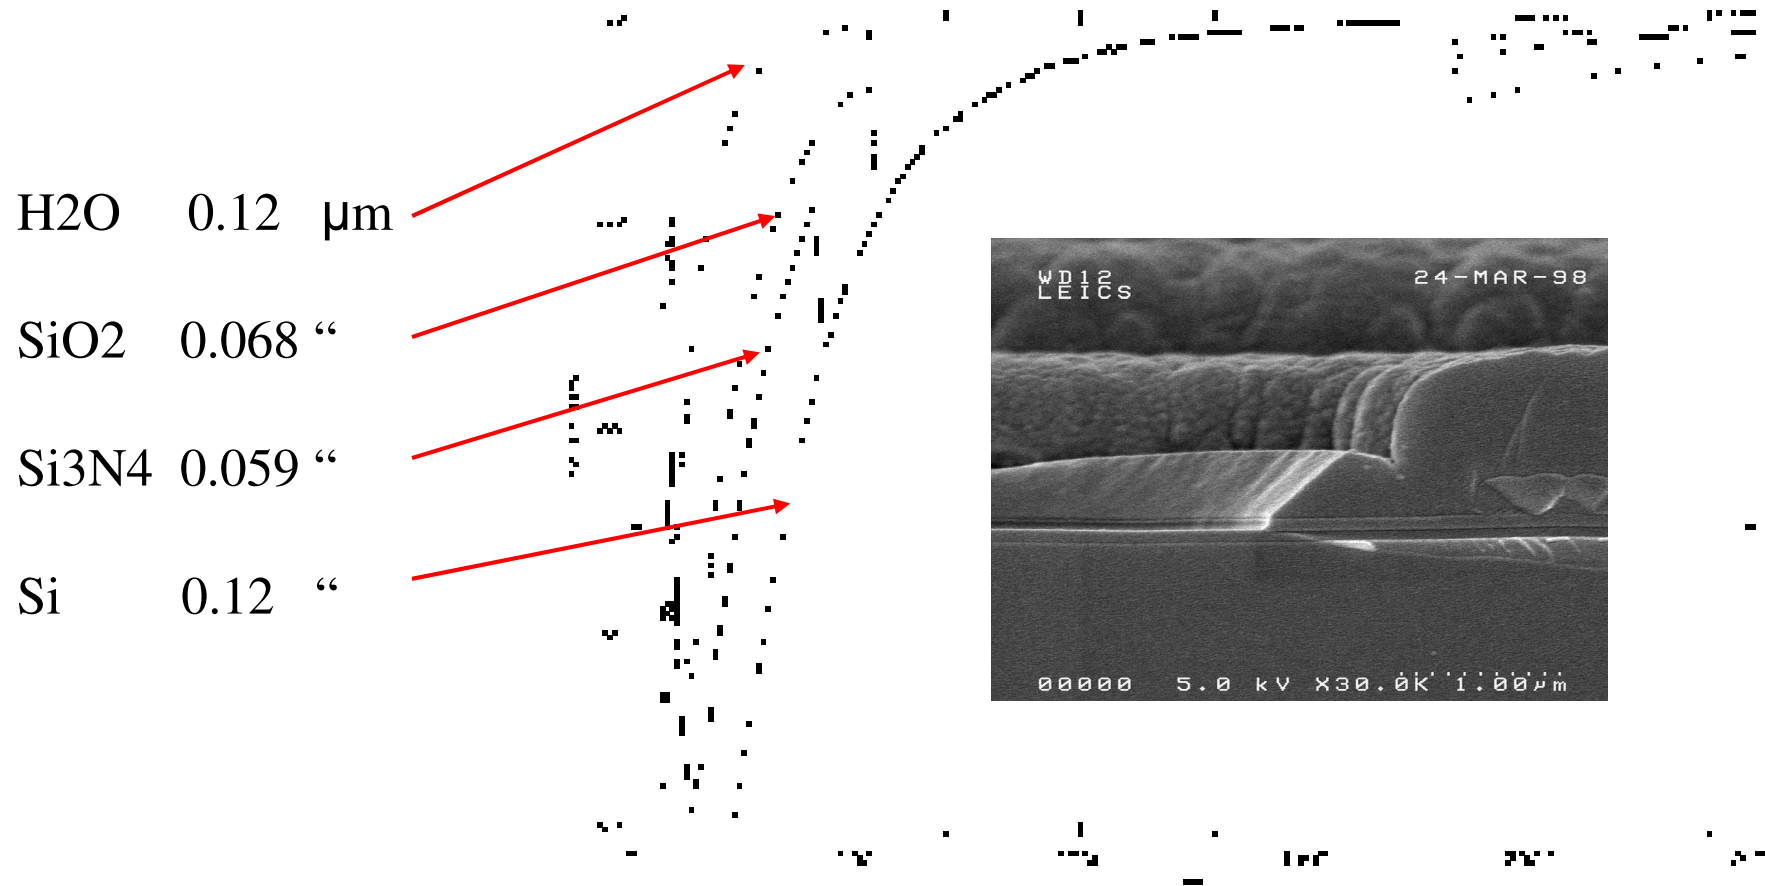 H2O 0.12 µm
SiO2 0.068 “
Si3N4 0.059 “
Si 0.12 “
WD12 24-MAR-98
LEICS
00000 5.0 kV X30.0K 1.00µm